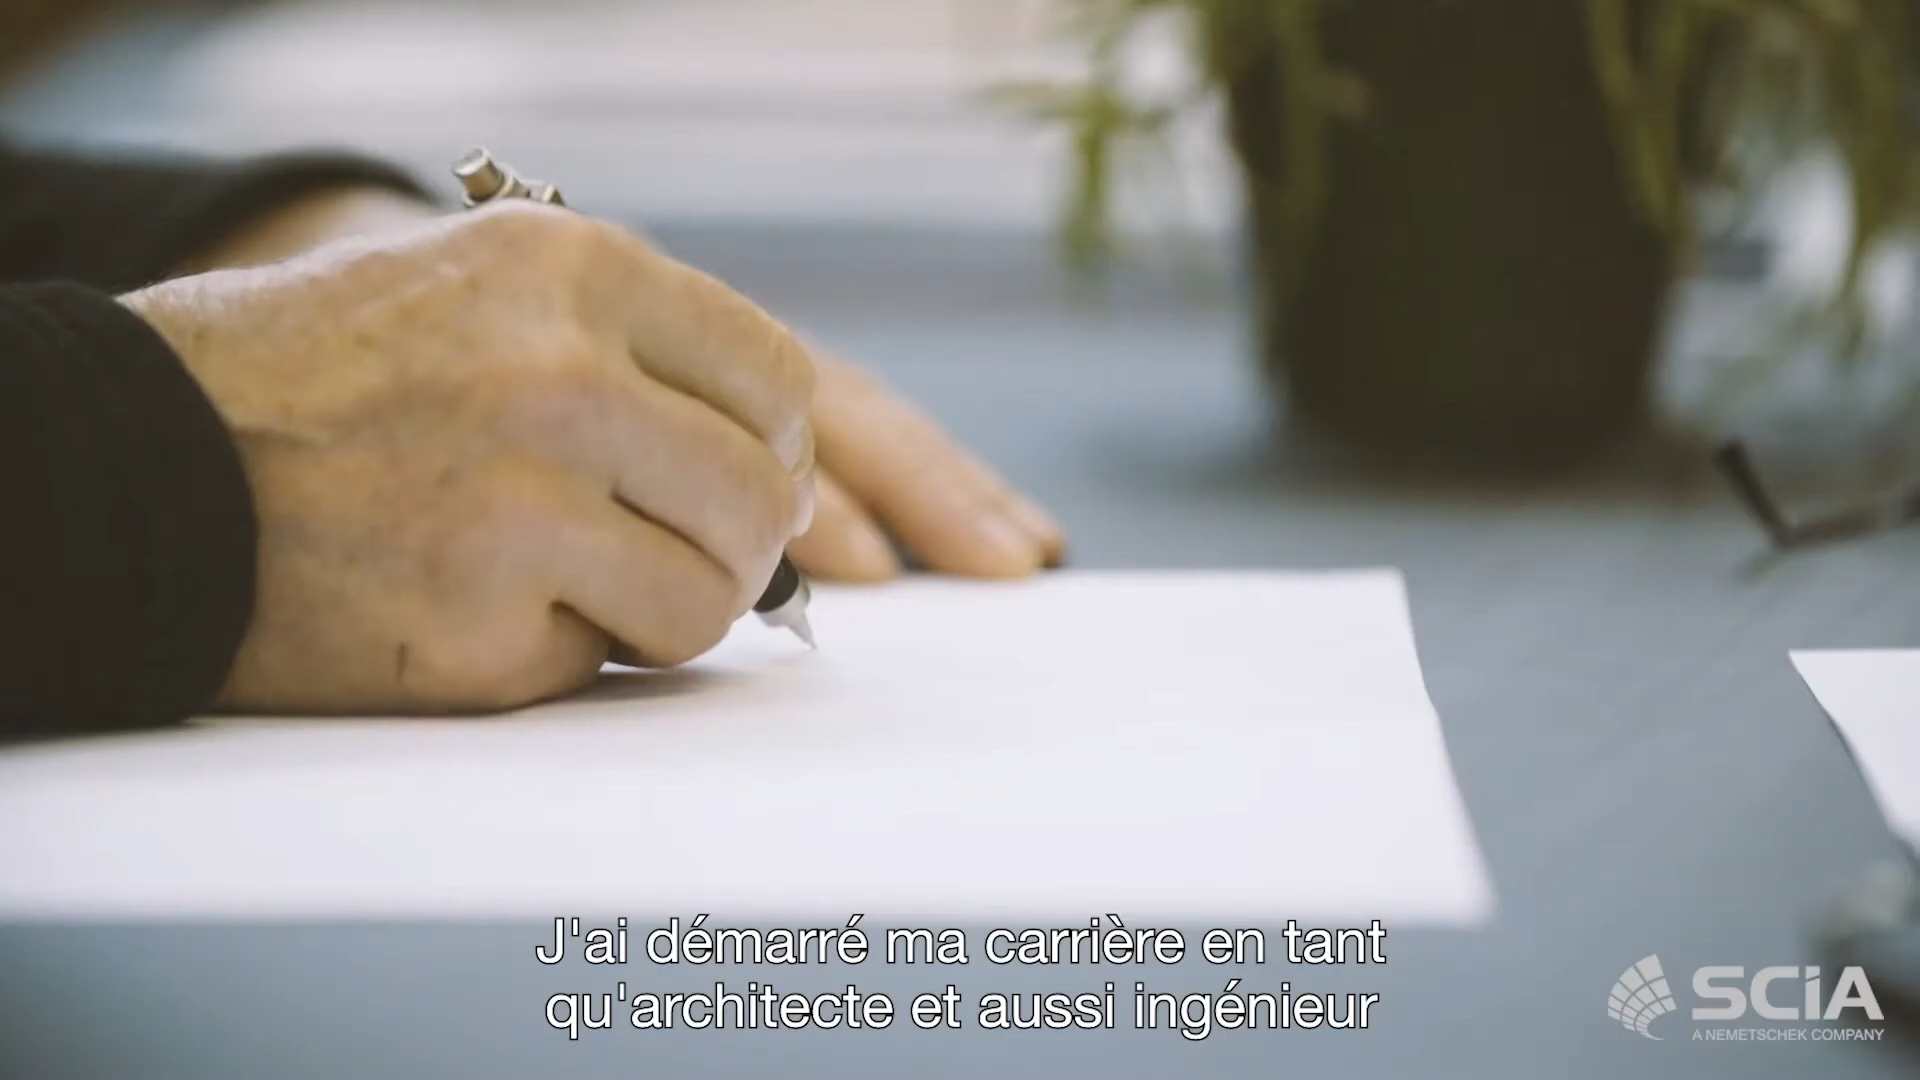 J'ai démarré ma carrière en tant
qu'architecte et aussi ingénieur
SCIA
A NEMETSCHEK COMPANY